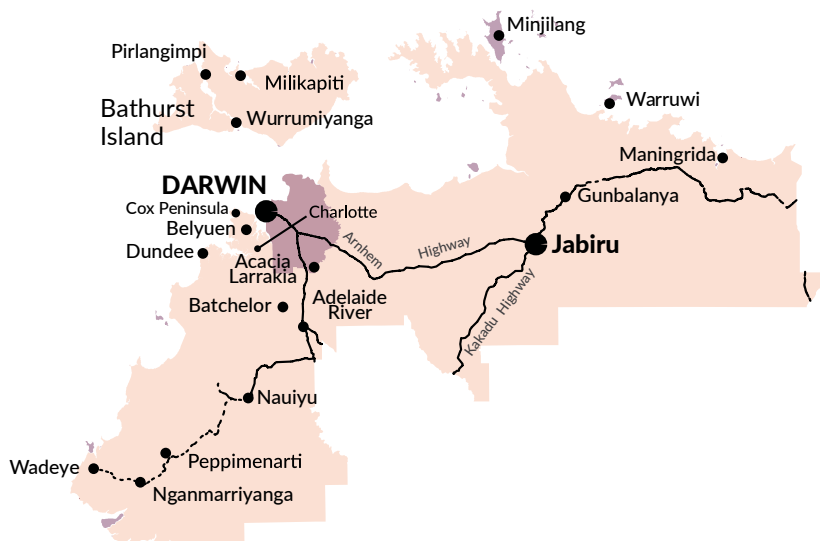 Minjilang
Pirlangimpi
Milikapiti
Bathurst
Island
Wurrumiyanga
Warruwi
Maningrida
DARWIN
Gunbalanya
Cox Peninsula
Charlotte
Belyuen
Dundee
Arnhem
Highway
Jabiru
Acacia
Larrakia
Kakadu Highway
Batchelor
Adelaide
River
Nauiyu
Peppimenarti
Wadeye
Nganmarriyanga